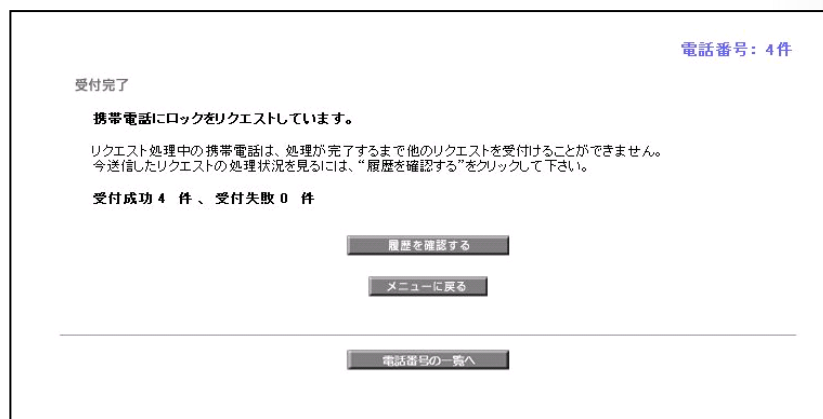 電話番号：4件
受付完了
携帯電話にロックをリクエストしています。
リクエスト処理中の携帯電話は、処理が完了するまで他のリクエストを受付けることができません。
今送信したリクエストの処理状況を見るには、“履歴を確認する”をクリックして下さい。
受付成功 4 件 、 受付失敗 0 件
履歴を確認する
メニューに戻る
電話番号の一覧へ